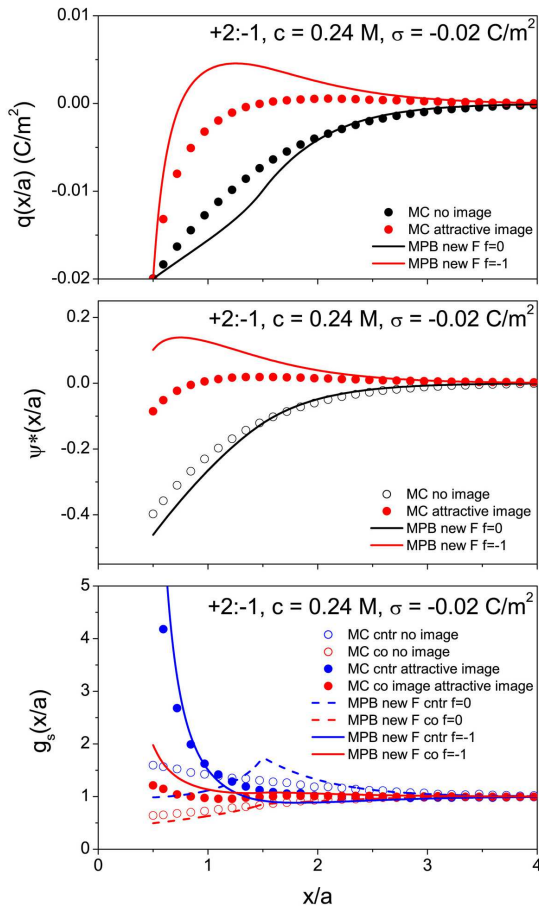 +2:-1, c = 0.24 M, σ = -0.02 C/m²
0.00
-0.01
-0.02
q(x/a) (C/m²)
MC no image
MC attractive image
MPB new F f=0
MPB new F f=-1
+2:-1, c = 0.24 M, σ = -0.02 C/m²
0.2
0.0
-0.2
-0.4
ψ*(x/a)
MC no image
MC attractive image
MPB new F f=0
MPB new F f=-1
+2:-1, c = 0.24 M, σ = -0.02 C/m²
5
4
3
2
1
0
gₛ(x/a)
MC cntr no image
MC co no image
MC cntr attractive image
MC co image attractive image
MPB new F cntr f=0
MPB new F co f=0
MPB new F cntr f=-1
MPB new F co f=-1
0 1 2 3 4
x/a